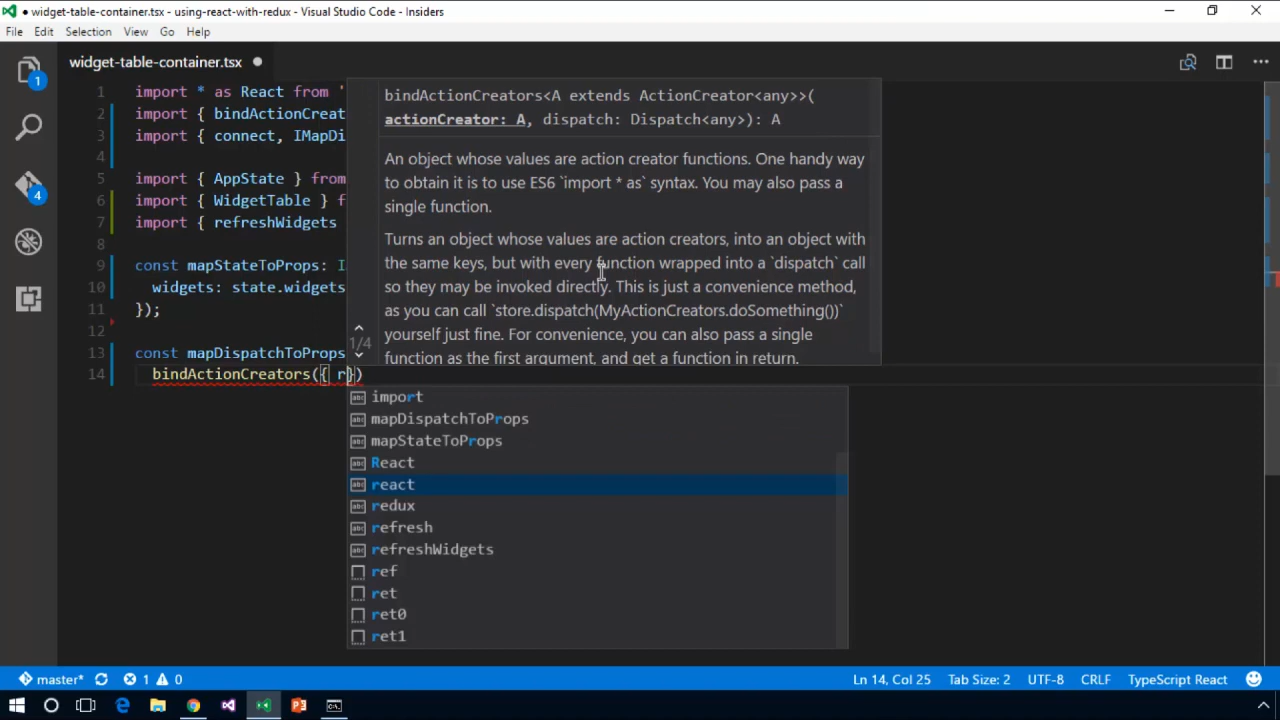 ● widget-table-container.tsx - using-react-with-redux - Visual Studio Code - Insiders
File Edit Selection View Go Help
widget-table-container.tsx ●
1 import * as React from '
2 import { bindActionCreat
3 import { connect, IMapDi
4
5 import { AppState } from
6 import { WidgetTable } f
7 import { refreshWidgets
8
9 const mapStateToProps: I
10 widgets: state.widgets
11 });
12
13 const mapDispatchToProps
14 bindActionCreators({ r})
bindActionCreators<A extends ActionCreator<any>>(
actionCreator: A, dispatch: Dispatch<any>): A
An object whose values are action creator functions. One handy way
to obtain it is to use ES6 `import * as` syntax. You may also pass a
single function.
Turns an object whose values are action creators, into an object with
the same keys, but with every function wrapped into a `dispatch` call
so they may be invoked directly. This is just a convenience method,
as you can call `store.dispatch(MyActionCreators.doSomething())`
yourself just fine. For convenience, you can also pass a single
function as the first argument, and get a function in return.
1/4
import
mapDispatchToProps
mapStateToProps
React
react
redux
refresh
refreshWidgets
ref
ret
ret0
ret1
1
4
master* 1 0 Ln 14, Col 25 Tab Size: 2 UTF-8 CRLF TypeScript React